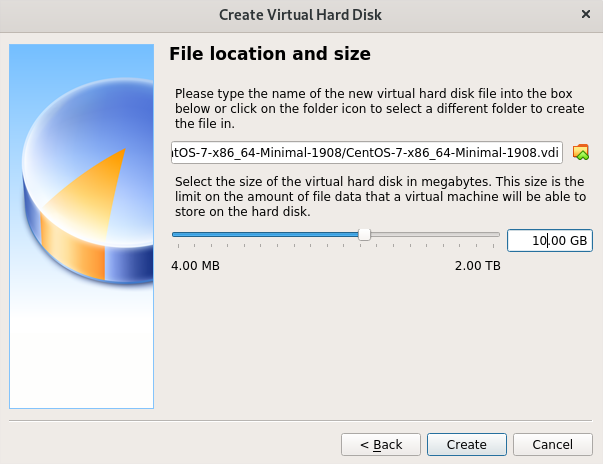 Create Virtual Hard Disk
File location and size
Please type the name of the new virtual hard disk file into the box
below or click on the folder icon to select a different folder to create
the file in.
tOS-7-x86_64-Minimal-1908/CentOS-7-x86_64-Minimal-1908.vdi
Select the size of the virtual hard disk in megabytes. This size is the
limit on the amount of file data that a virtual machine will be able to
store on the hard disk.
10.00 GB
4.00 MB 2.00 TB
< Back Create Cancel